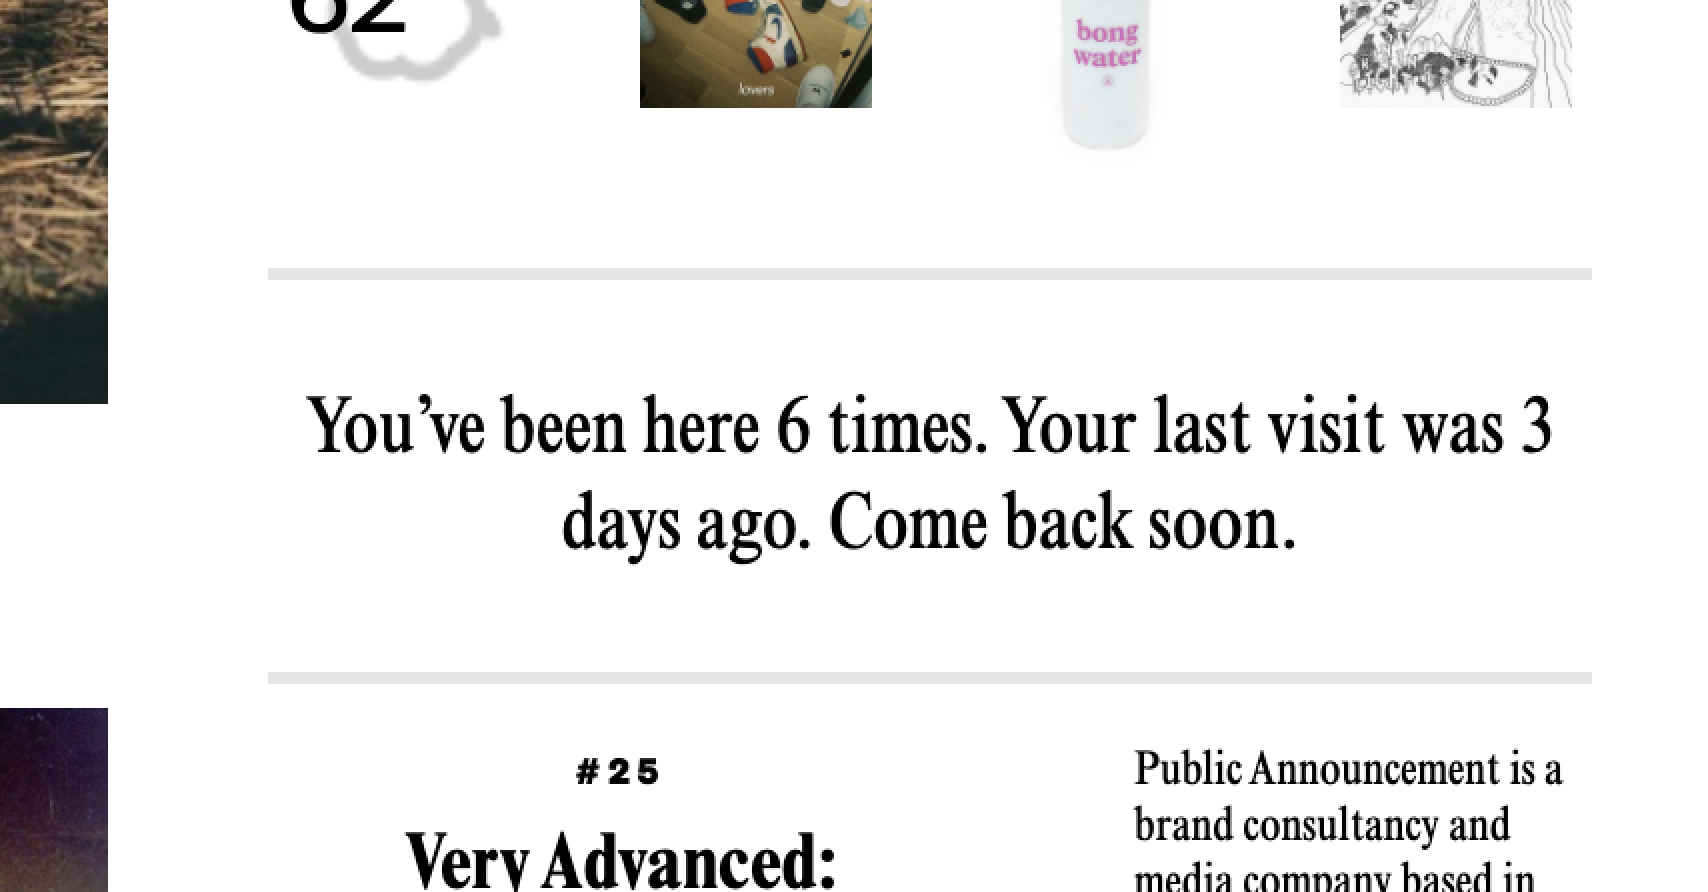 62
lovers
bong
water
You’ve been here 6 times. Your last visit was 3
days ago. Come back soon.
#25
Very Advanced:
Public Announcement is a
brand consultancy and
media company based in